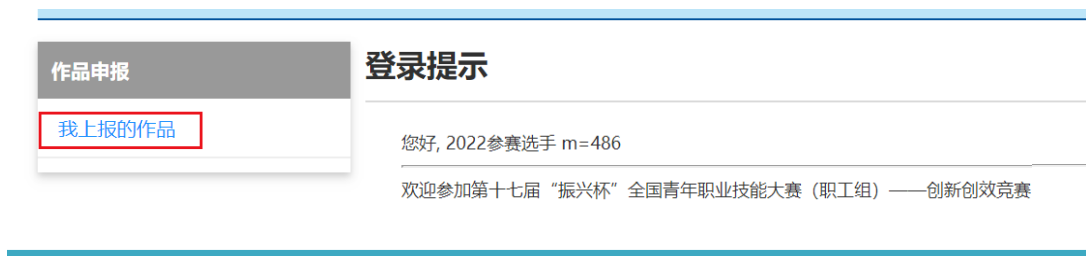 作品申报
我上报的作品
登录提示
您好, 2022参赛选手 m=486
欢迎参加第十七届“振兴杯”全国青年职业技能大赛（职工组）——创新创效竞赛